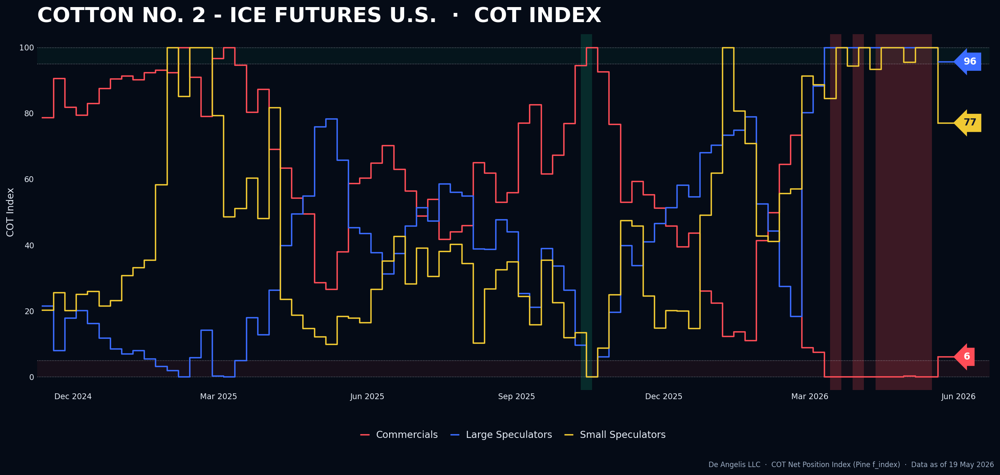 COTTON NO. 2 - ICE FUTURES U.S. · COT INDEX
100
80
60
40
20
0
COT Index
96
77
6
Dec 2024
Mar 2025
Jun 2025
Sep 2025
Dec 2025
Mar 2026
Jun 2026
Commercials
Large Speculators
Small Speculators
De Angelis LLC · COT Net Position Index (Pine f_index) · Data as of 19 May 2026